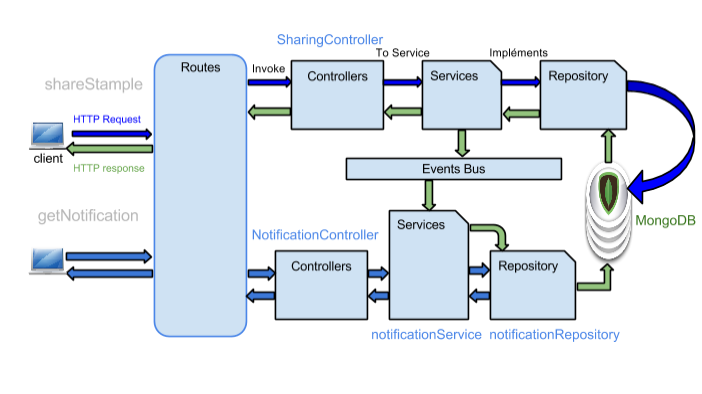 SharingController
To Service
Impléments
Invoke
Routes
Controllers
Services
Repository
shareStample
HTTP Request
client
HTTP response
Events Bus
getNotification
NotificationController
Services
MongoDB
Controllers
Repository
notificationService
notificationRepository